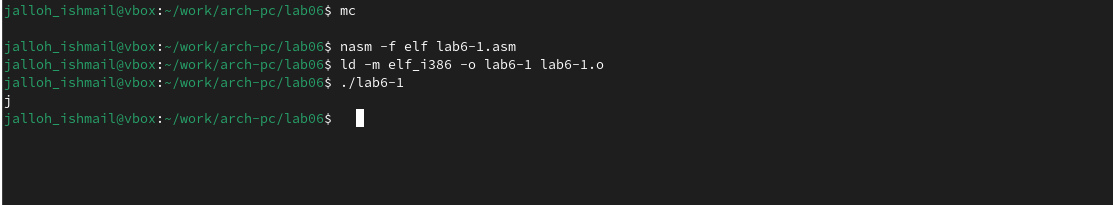 jalloh_ishmail@vbox:~/work/arch-pc/lab06$ mc
jalloh_ishmail@vbox:~/work/arch-pc/lab06$ nasm -f elf lab6-1.asm
jalloh_ishmail@vbox:~/work/arch-pc/lab06$ ld -m elf_i386 -o lab6-1 lab6-1.o
jalloh_ishmail@vbox:~/work/arch-pc/lab06$ ./lab6-1
j
jalloh_ishmail@vbox:~/work/arch-pc/lab06$